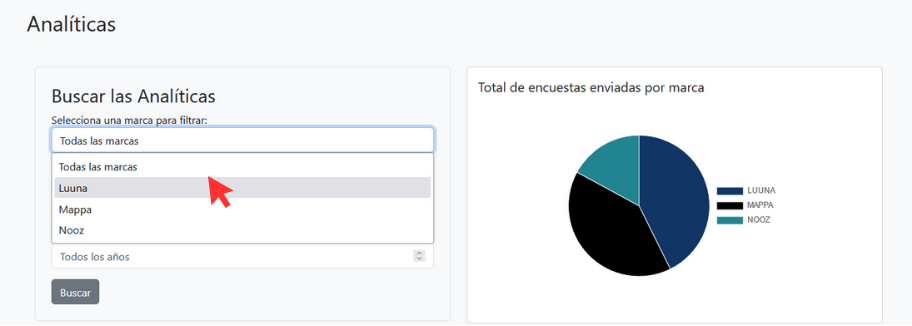 Analíticas
Buscar las Analíticas
Selecciona una marca para filtrar:
Todas las marcas
Todas las marcas
Luuna
Mappa
Nooz
Todos los años
Buscar
Total de encuestas enviadas por marca
LUUNA
MAPPA
NOOZ